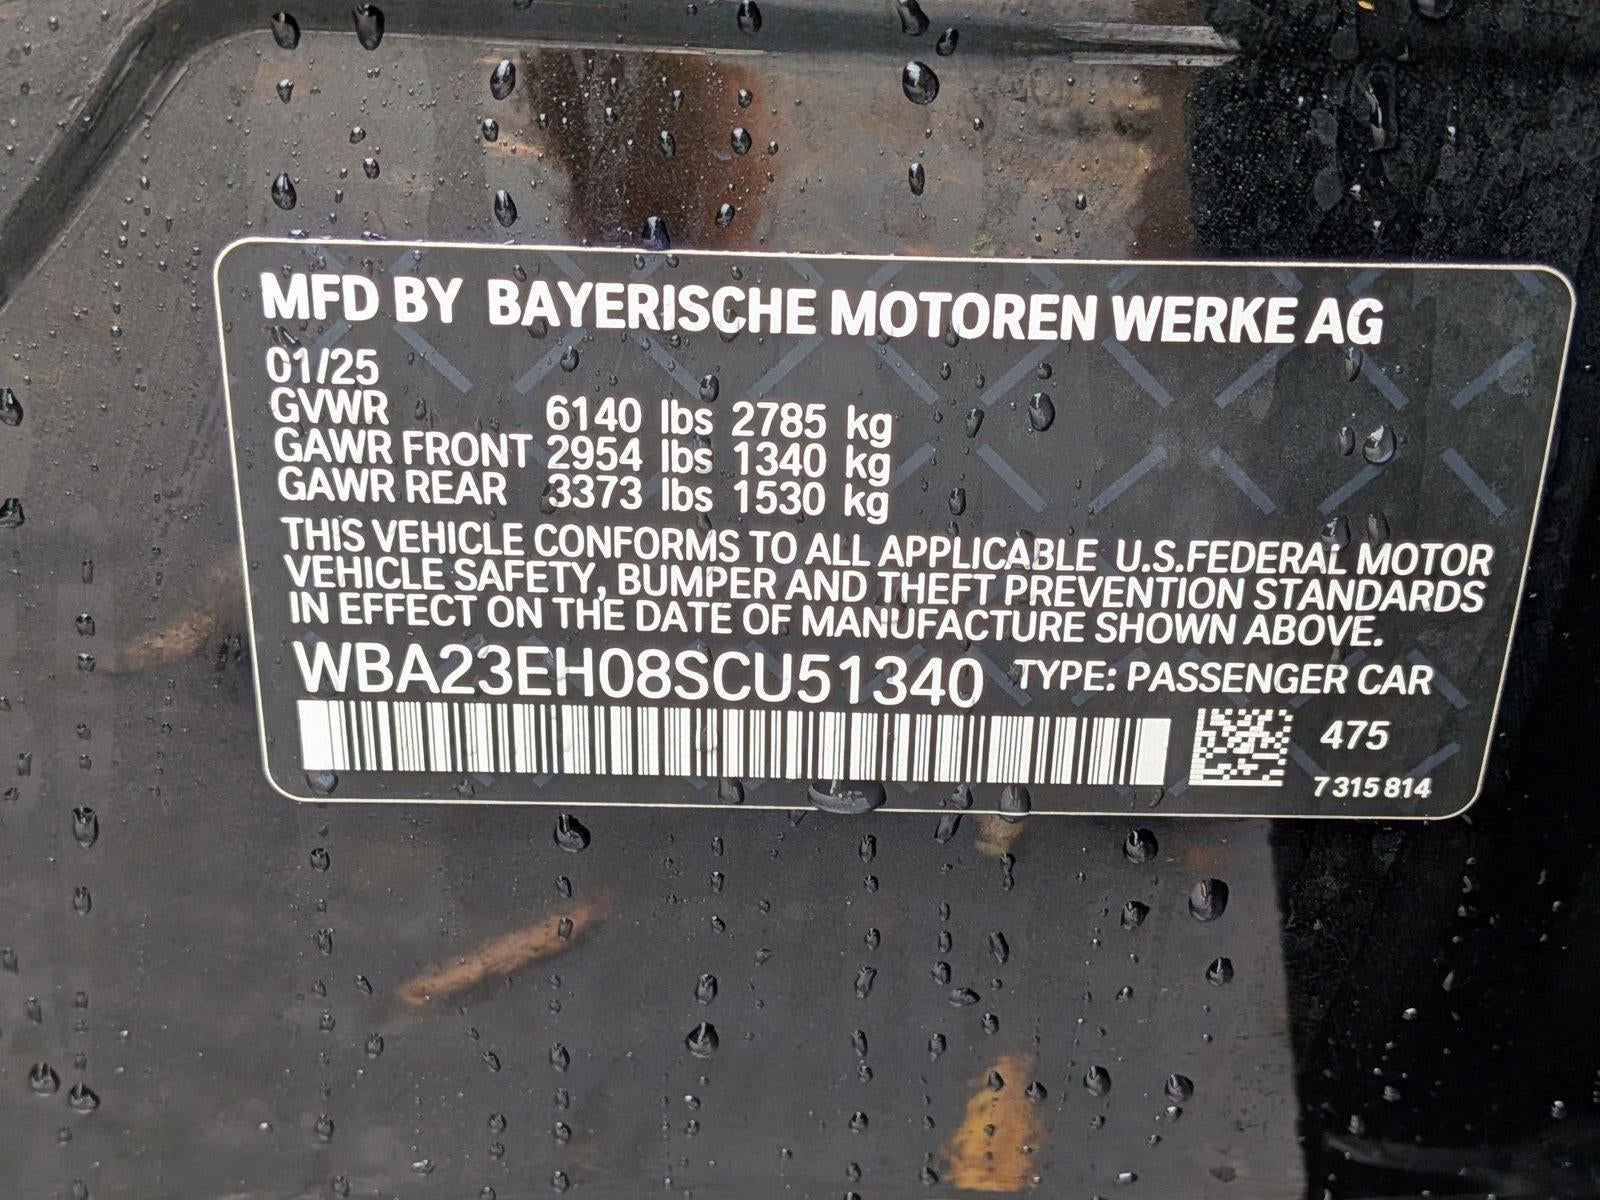 MFD BY BAYERISCHE MOTOREN WERKE AG
01/25
GVWR 6140 lbs 2785 kg
GAWR FRONT 2954 lbs 1340 kg
GAWR REAR 3373 lbs 1530 kg
THIS VEHICLE CONFORMS TO ALL APPLICABLE U.S.FEDERAL MOTOR
VEHICLE SAFETY, BUMPER AND THEFT PREVENTION STANDARDS
IN EFFECT ON THE DATE OF MANUFACTURE SHOWN ABOVE.
WBA23EH08SCU51340 TYPE: PASSENGER CAR
475
7 315 814